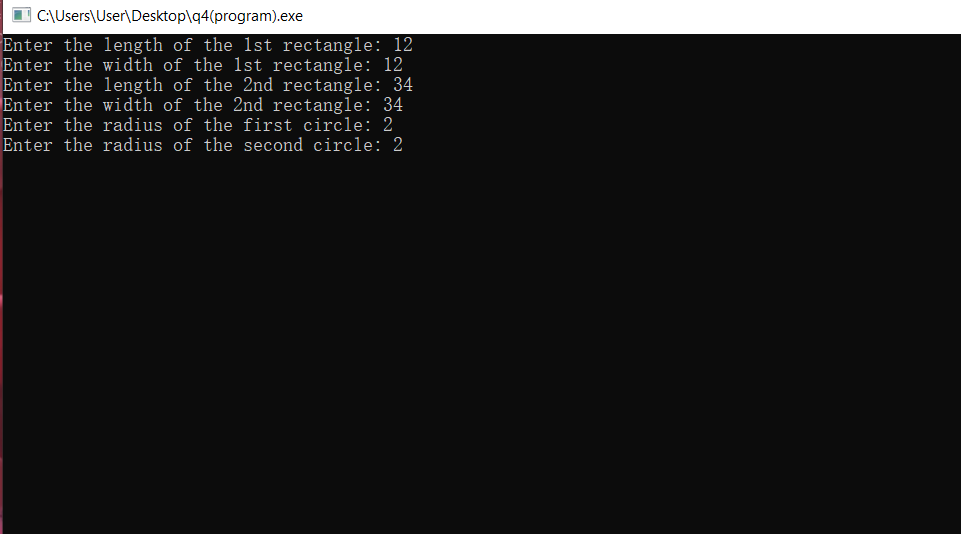 C:\Users\User\Desktop\q4(program).exe
Enter the length of the 1st rectangle: 12
Enter the width of the 1st rectangle: 12
Enter the length of the 2nd rectangle: 34
Enter the width of the 2nd rectangle: 34
Enter the radius of the first circle: 2
Enter the radius of the second circle: 2